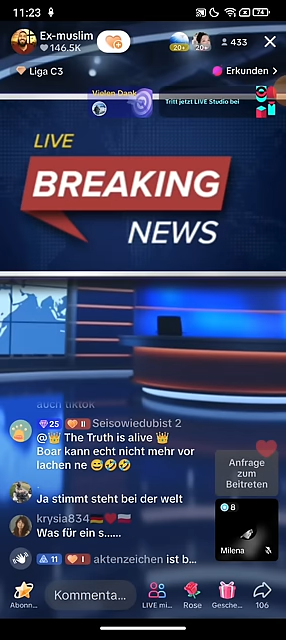 11:23
74
Ex-muslim
146.5K
20+
20+
433
Liga C3
Erkunden
Vielen Dank
Tritt jetzt LIVE Studio bei
LIVE
BREAKING
NEWS
auch tiktok
25 II Seisowiedubist 2
@👑 The Truth is alive 👑
Boar kann echt nicht mehr vor
lachen ne 😅🤣🤣
.
Ja stimmt steht bei der welt
krysia834🇩🇪❤️🇵🇱
Was für ein s......
11 I aktenzeichen ist b...
Anfrage
zum
Beitreten
8
Milena
Abonn...
Kommenta...
LIVE mi...
Rose
Gesche...
106